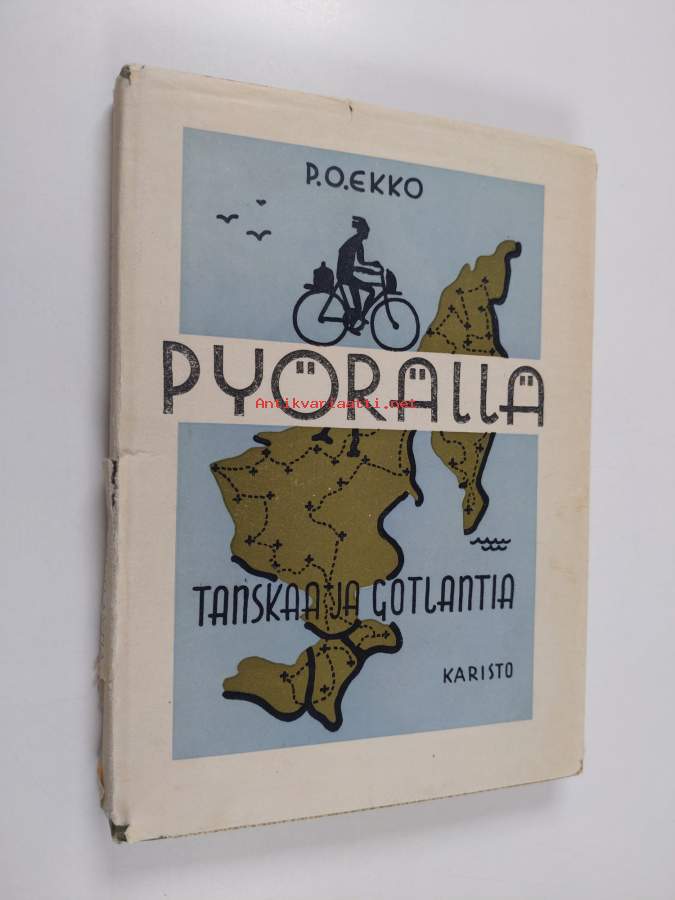 P.O.EKKO
PYÖRÄLLÄ
Antikvariaatti.net
TANSKAA JA GOTLANTIA
KARISTO